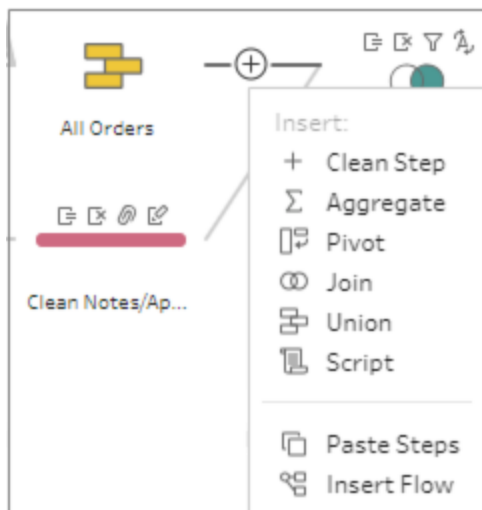 All Orders
Insert:
Clean Step
Aggregate
Pivot
Join
Union
Script
Clean Notes/Ap...
Paste Steps
Insert Flow